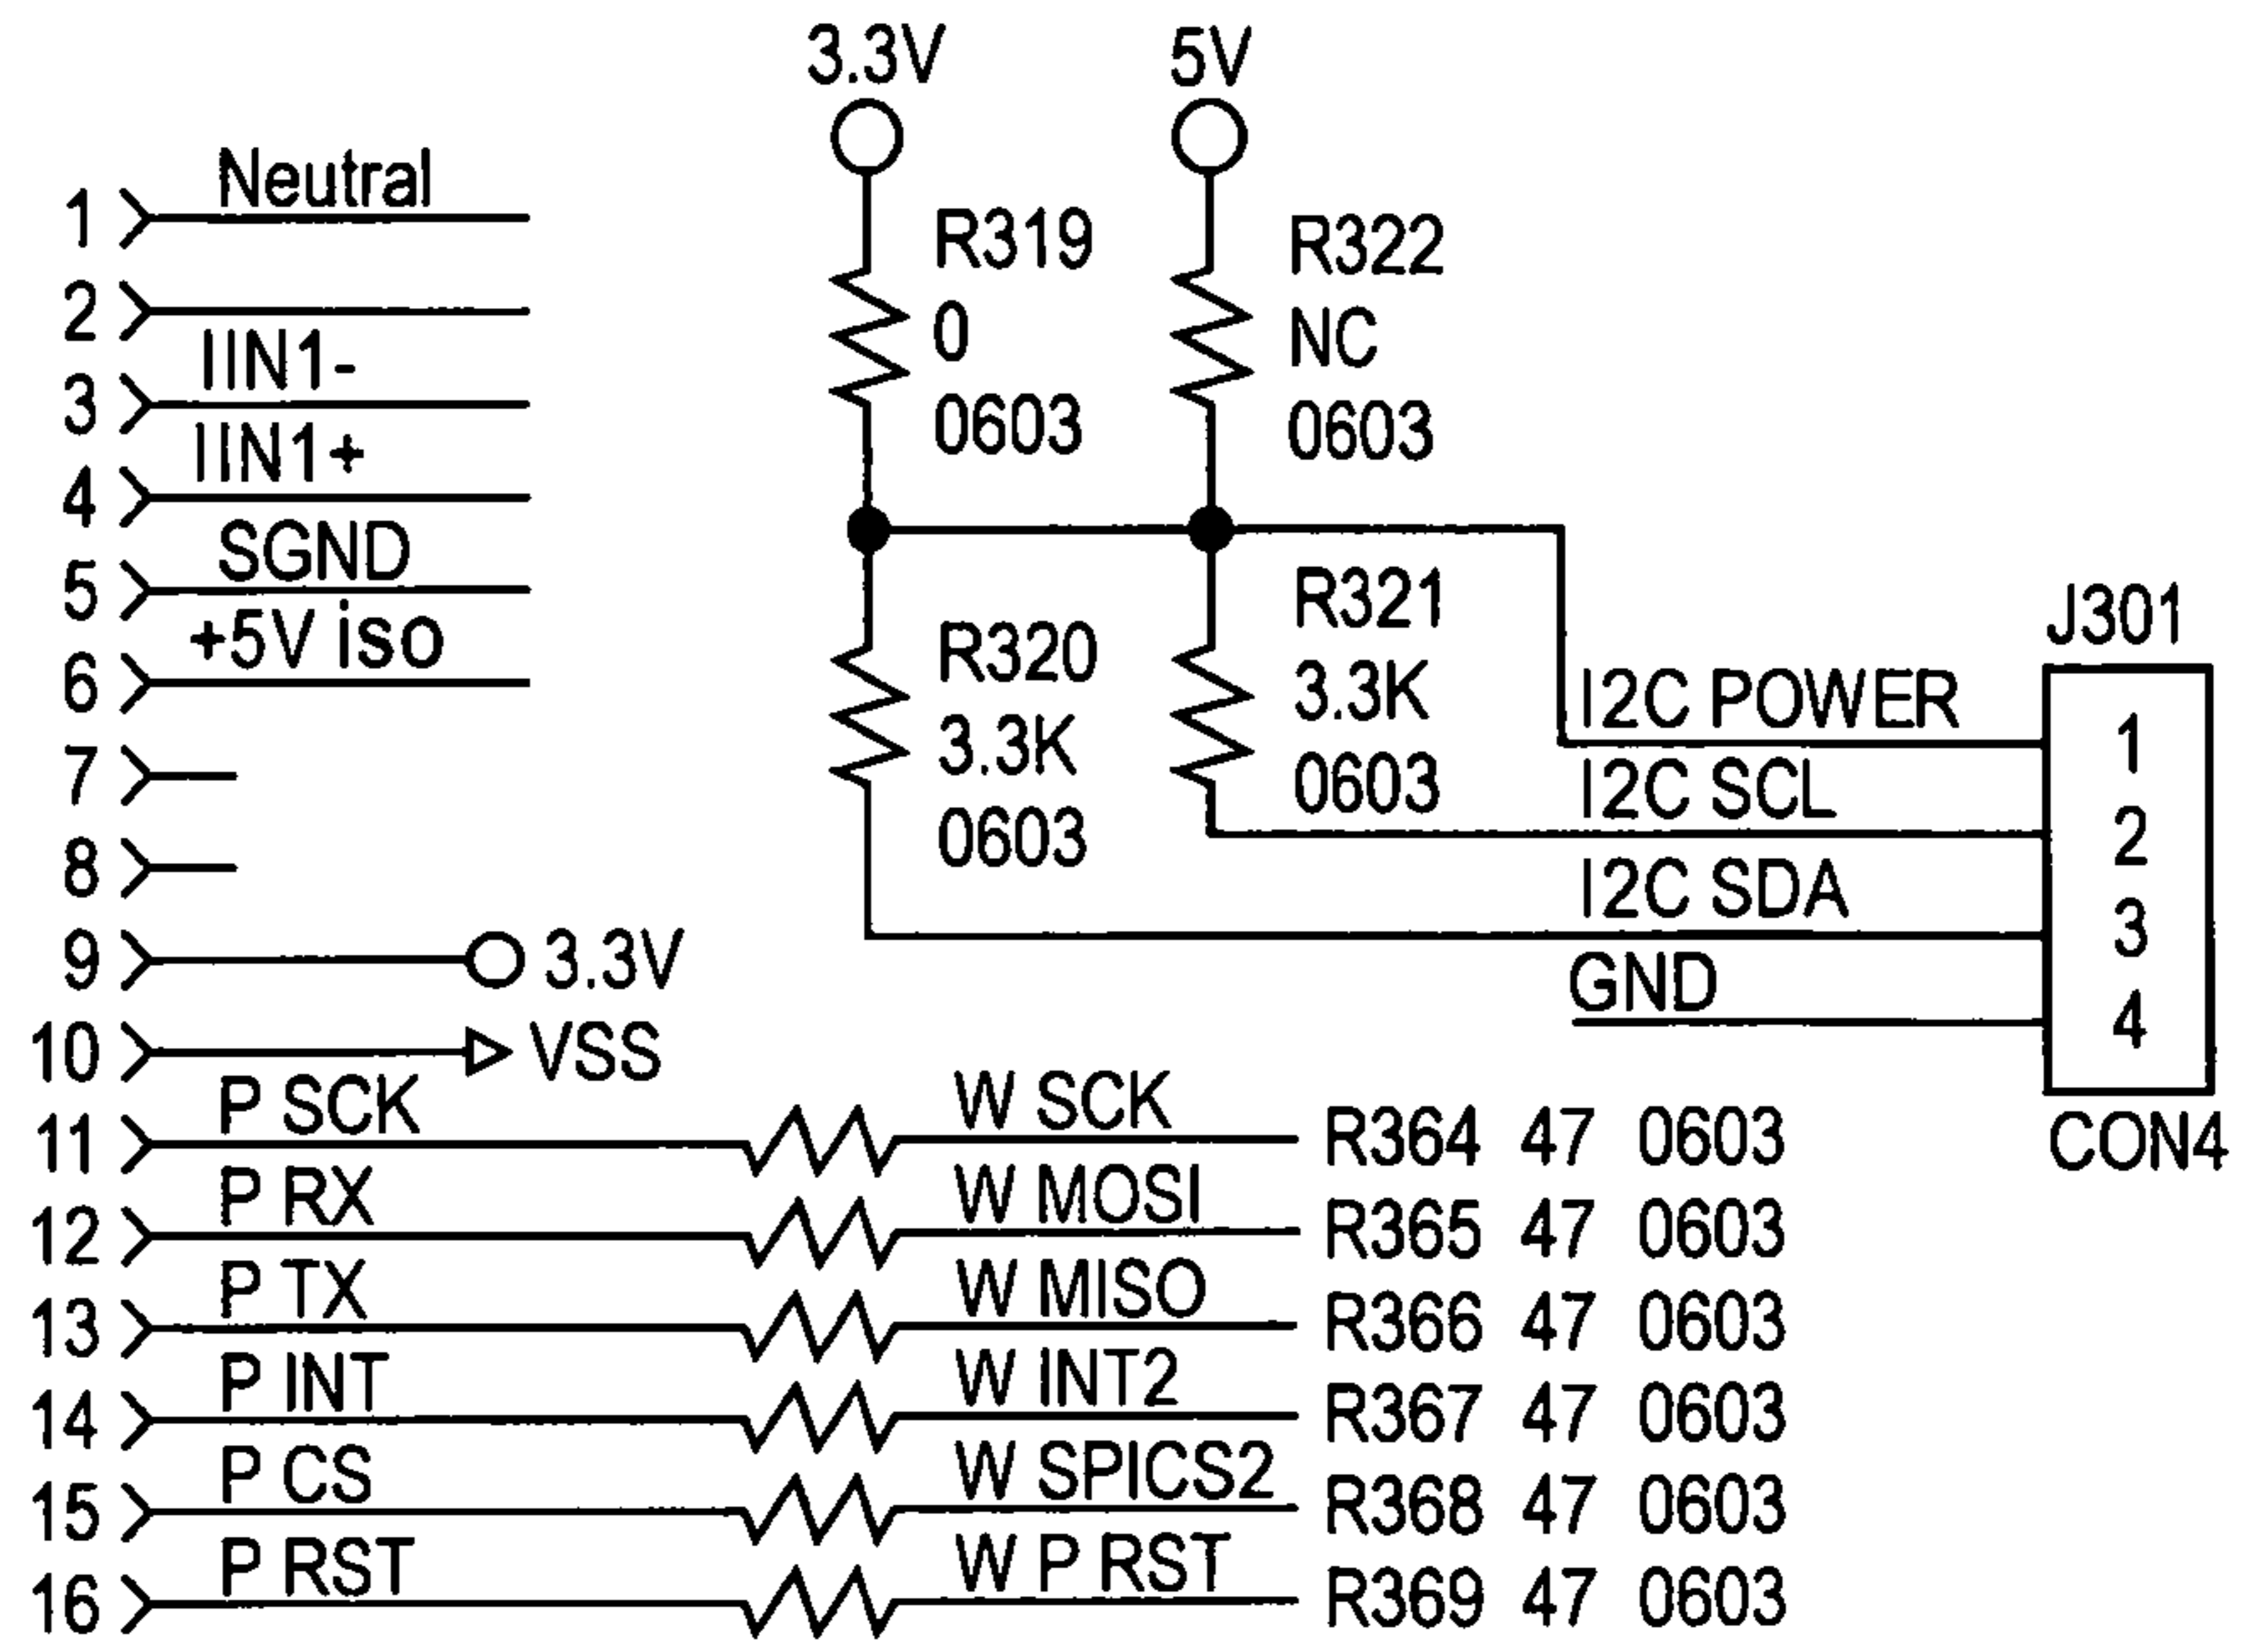 3.3V
5V
1 Neutral
2
3 IIN1-
4 IIN1+
5 SGND
6 +5V iso
7
8
9 3.3V
10 VSS
R319
0
0603
R322
NC
0603
R320
3.3K
0603
R321
3.3K
0603
J301
I2C POWER 1
I2C SCL 2
I2C SDA 3
GND 4
CON4
11 P SCK W SCK R364 47 0603
12 P RX W MOSI R365 47 0603
13 P TX W MISO R366 47 0603
14 P INT W INT2 R367 47 0603
15 P CS W SPICS2 R368 47 0603
16 P RST W P RST R369 47 0603